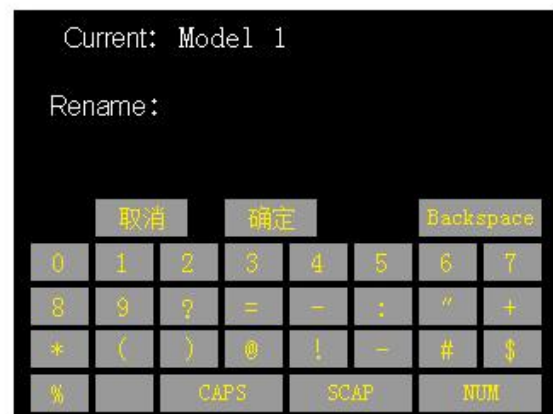 Current: Model 1
Rename:
取消 确定 Backspace
0 1 2 3 4 5 6 7
8 9 ? = - : " +
* ( ) @ ! - # $
% CAPS SCAP NUM